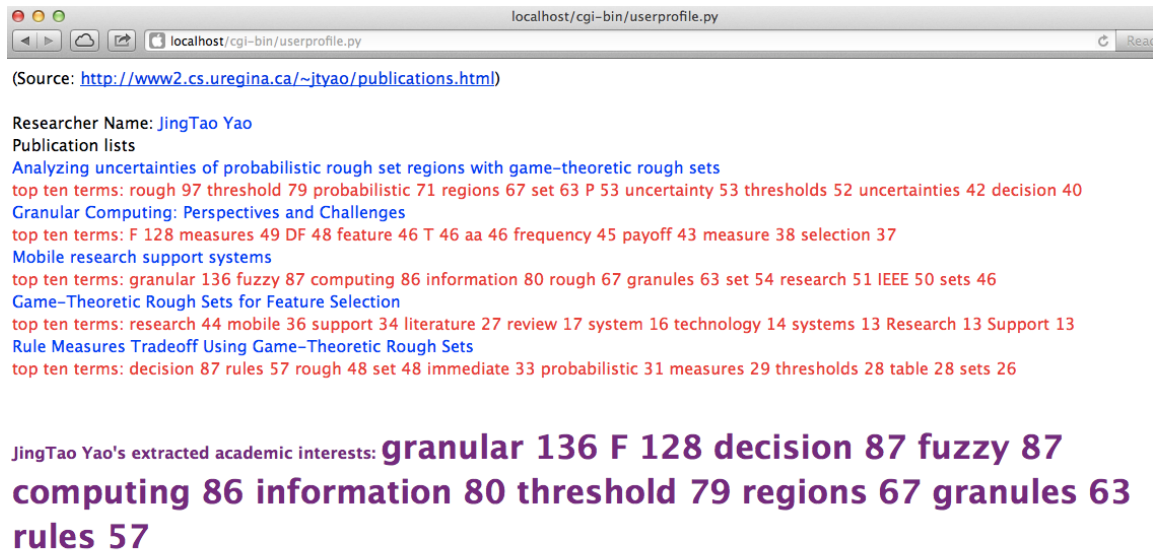 localhost/cgi-bin/userprofile.py
localhost/cgi-bin/userprofile.py
(Source: http://www2.cs.uregina.ca/~jtyao/publications.html)
Researcher Name: JingTao Yao
Publication lists
Analyzing uncertainties of probabilistic rough set regions with game-theoretic rough sets
top ten terms: rough 97 threshold 79 probabilistic 71 regions 67 set 63 P 53 uncertainty 53 thresholds 52 uncertainties 42 decision 40
Granular Computing: Perspectives and Challenges
top ten terms: F 128 measures 49 DF 48 feature 46 T 46 aa 46 frequency 45 payoff 43 measure 38 selection 37
Mobile research support systems
top ten terms: granular 136 fuzzy 87 computing 86 information 80 rough 67 granules 63 set 54 research 51 IEEE 50 sets 46
Game-Theoretic Rough Sets for Feature Selection
top ten terms: research 44 mobile 36 support 34 literature 27 review 17 system 16 technology 14 systems 13 Research 13 Support 13
Rule Measures Tradeoff Using Game-Theoretic Rough Sets
top ten terms: decision 87 rules 57 rough 48 set 48 immediate 33 probabilistic 31 measures 29 thresholds 28 table 28 sets 26
JingTao Yao's extracted academic interests: granular 136 F 128 decision 87 fuzzy 87
computing 86 information 80 threshold 79 regions 67 granules 63
rules 57